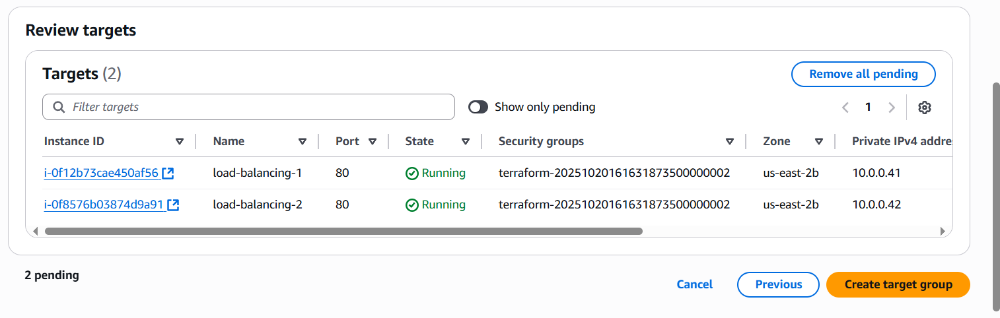 Review targets
Targets (2)
Remove all pending
Filter targets
Show only pending
1
Instance ID Name Port State Security groups Zone Private IPv4 addre
i-0f12b73cae450af56 load-balancing-1 80 Running terraform-20251020161631873500000002 us-east-2b 10.0.0.41
i-0f8576b03874d9a91 load-balancing-2 80 Running terraform-20251020161631873500000002 us-east-2b 10.0.0.42
2 pending
Cancel Previous Create target group